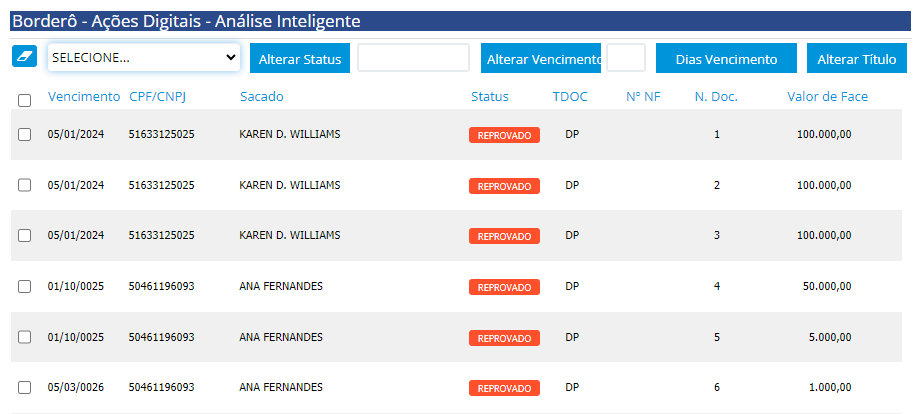 Borderô - Ações Digitais - Análise Inteligente
SELECIONE... Alterar Status Alterar Vencimento Dias Vencimento Alterar Título
Vencimento CPF/CNPJ Sacado Status TDOC Nº NF N. Doc. Valor de Face
05/01/2024 51633125025 KAREN D. WILLIAMS REPROVADO DP 1 100.000,00
05/01/2024 51633125025 KAREN D. WILLIAMS REPROVADO DP 2 100.000,00
05/01/2024 51633125025 KAREN D. WILLIAMS REPROVADO DP 3 100.000,00
01/10/0025 50461196093 ANA FERNANDES REPROVADO DP 4 50.000,00
01/10/0025 50461196093 ANA FERNANDES REPROVADO DP 5 5.000,00
05/03/0026 50461196093 ANA FERNANDES REPROVADO DP 6 1.000,00